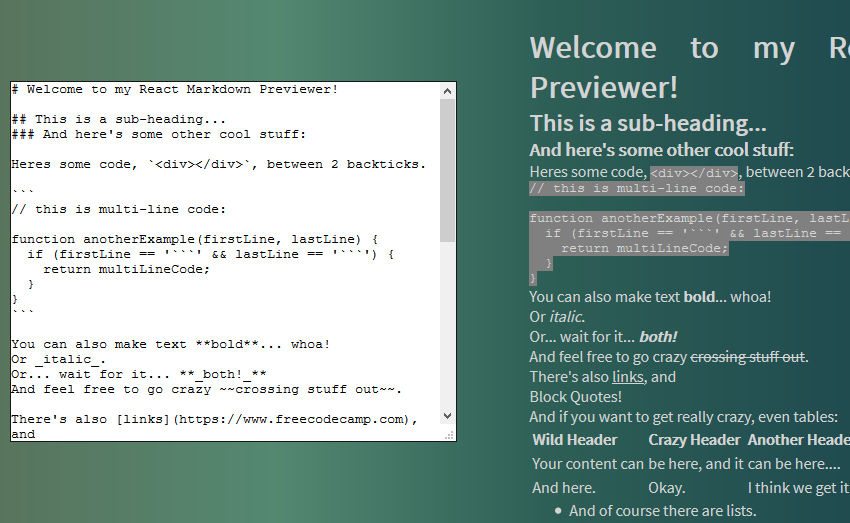 # Welcome to my React Markdown Previewer!
## This is a sub-heading...
### And here's some other cool stuff:
Heres some code, `<div></div>`, between 2 backticks.
```
// this is multi-line code:
function anotherExample(firstLine, lastLine) {
if (firstLine == '```' && lastLine == '```') {
return multiLineCode;
}
}
```
You can also make text **bold**... whoa!
Or _italic_.
Or... wait for it... **_both!_**
And feel free to go crazy ~~crossing stuff out~~.
There's also [links](https://www.freecodecamp.com),
and
Welcome to my
Previewer!
This is a sub-heading...
And here's some other cool stuff:
Heres some code, <div></div>, between 2 back
// this is multi-line code:
function anotherExample(firstLine, lastL
if (firstLine == '```' && lastLine ==
return multiLineCode;
}
}
You can also make text bold... whoa!
Or italic.
Or... wait for it... both!
And feel free to go crazy crossing stuff out.
There's also links, and
Block Quotes!
And if you want to get really crazy, even tables:
Wild Header Crazy Header Another Heade
Your content can be here, and it can be here....
And here. Okay. I think we get it
• And of course there are lists.